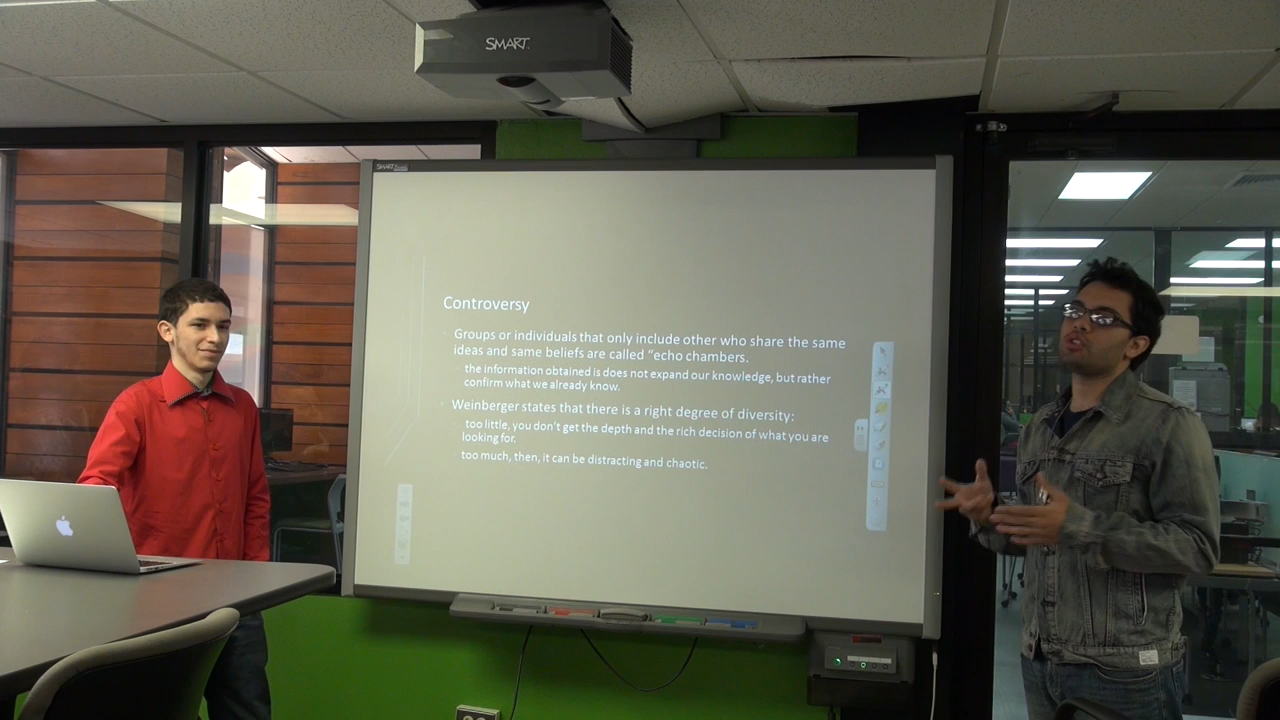 SMART
SMART
Controversy
Groups or individuals that only include other who share the same
ideas and same beliefs are called "echo chambers.
the information obtained is does not expand our knowledge, but rather
confirm what we already know.
Weinberger states that there is a right degree of diversity:
too little, you don't get the depth and the rich decision of what you are
looking for.
too much, then, it can be distracting and chaotic.